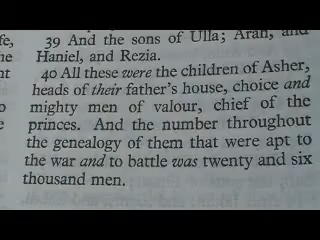 fe,
39 And the sons of Ulla; Arah, and
Haniel, and Rezia.
40 All these were the children of Asher,
heads of their father's house, choice and
mighty men of valour, chief of the
princes. And the number throughout
the genealogy of them that were apt to
the war and to battle was twenty and six
thousand men.